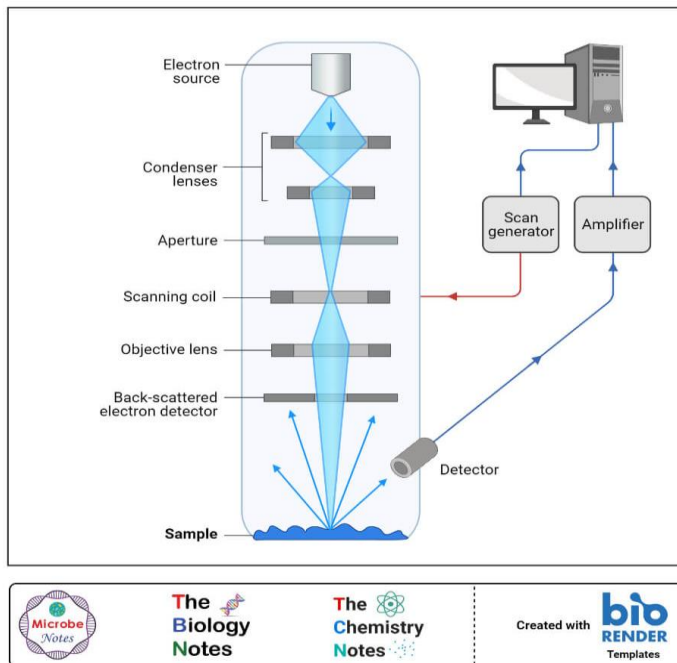 Electron
source
Condenser
lenses
Aperture
Scanning coil
Objective lens
Back-scattered
electron detector
Sample
Scan
generator
Amplifier
Detector
Microbe
Notes
The
Biology
Notes
The
Chemistry
Notes
Created with
bio
RENDER
Templates